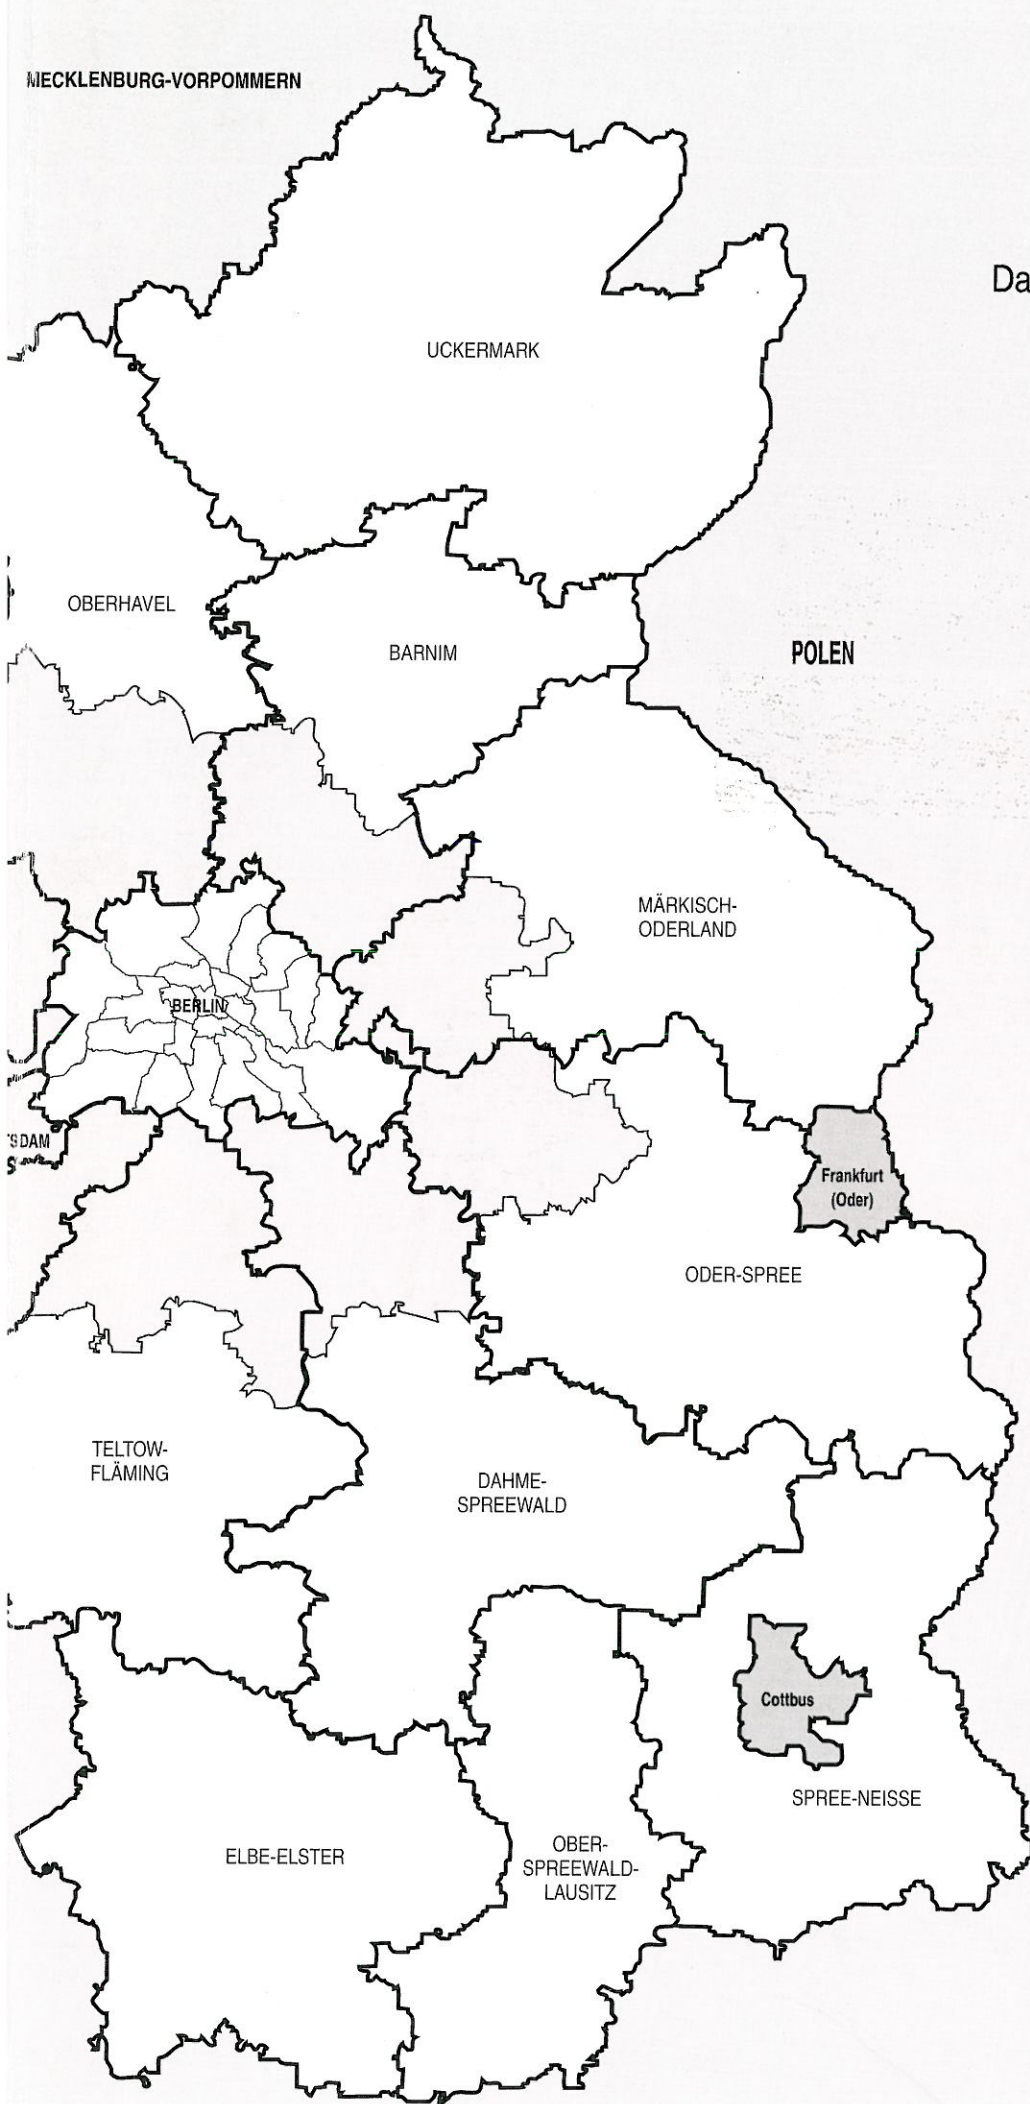 MECKLENBURG-VORPOMMERN
Da
UCKERMARK
OBERHAVEL
BARNIM
POLEN
MÄRKISCH-
ODERLAND
BERLIN
TSDAM
Frankfurt
(Oder)
ODER-SPREE
TELTOW-
FLÄMING
DAHME-
SPREEWALD
Cottbus
SPREE-NEISSE
ELBE-ELSTER
OBER-
SPREEWALD-
LAUSITZ